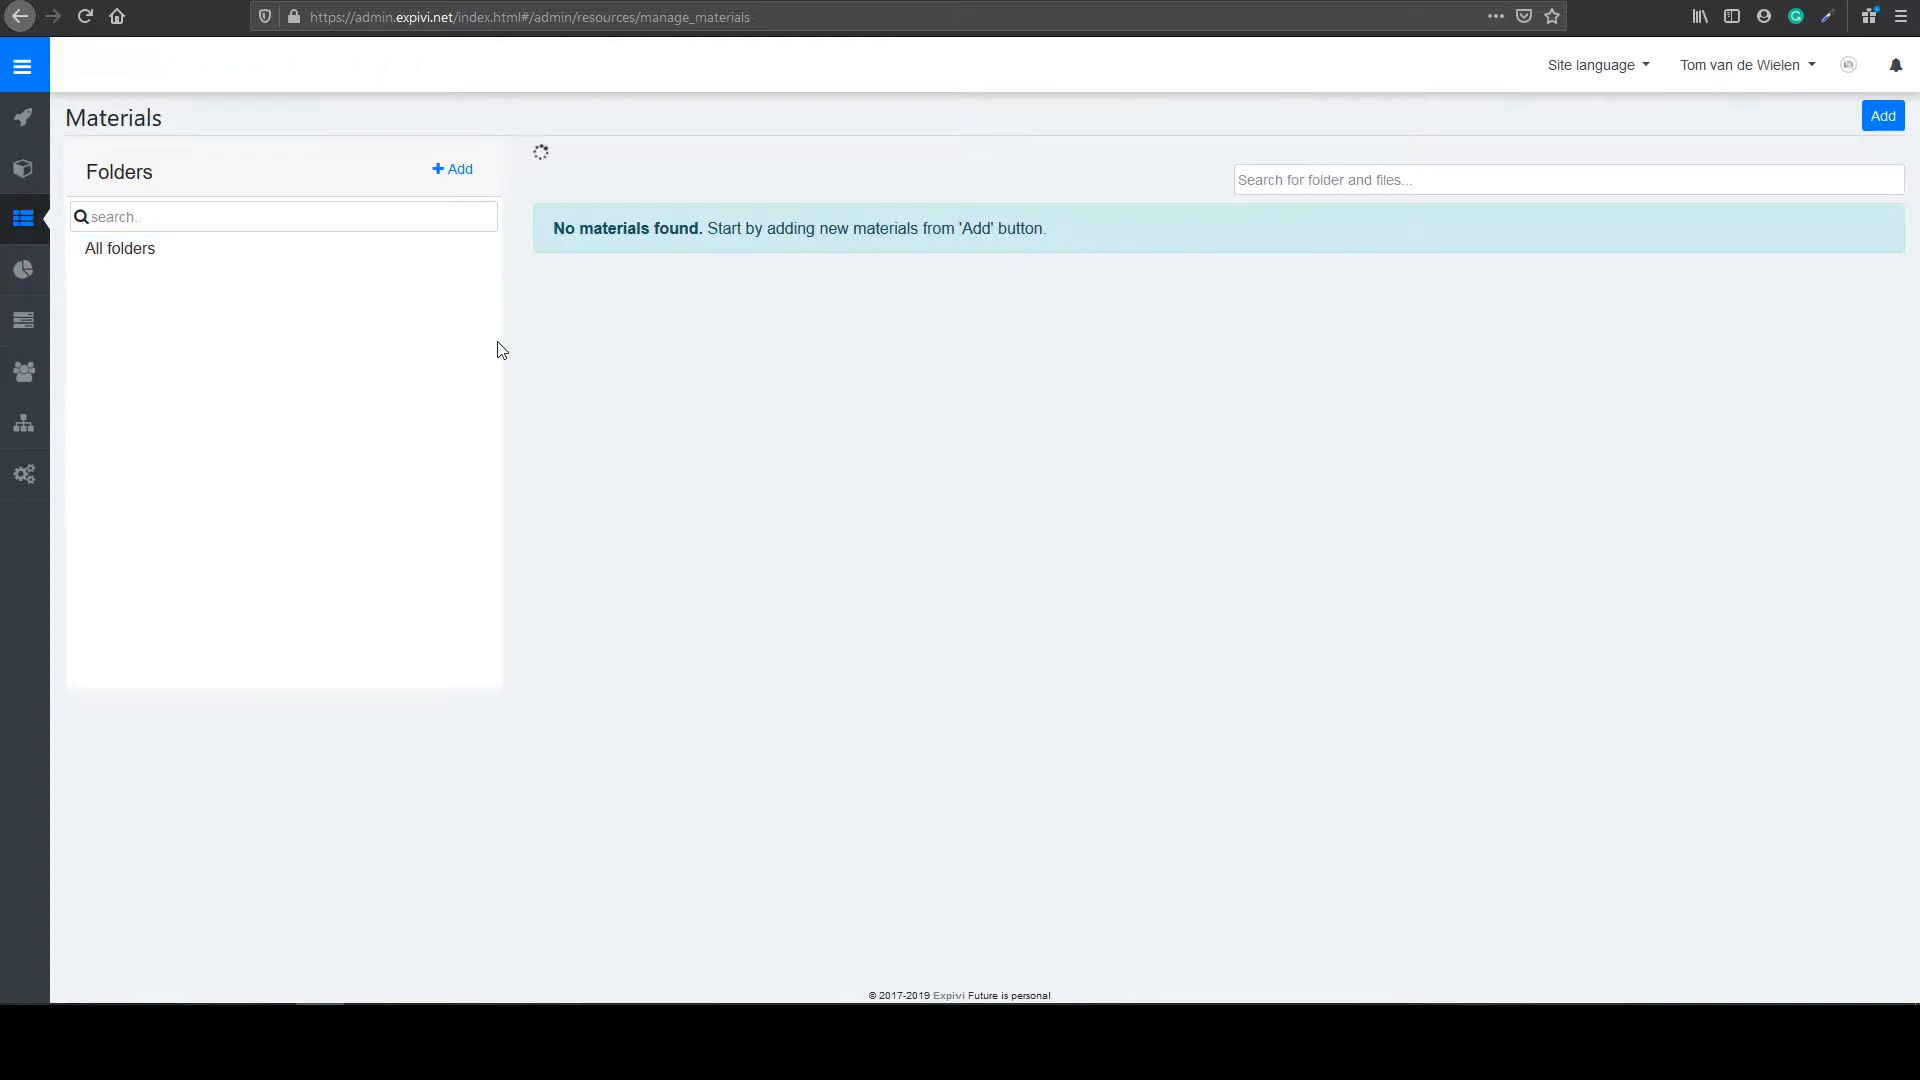 https://admin.expivi.net/index.html#/admin/resources/manage_materials
Site language
Tom van de Wielen
Materials
Add
Folders
Add
Search for folder and files...
search..
No materials found. Start by adding new materials from 'Add' button.
All folders
© 2017-2019 Expivi Future is personal